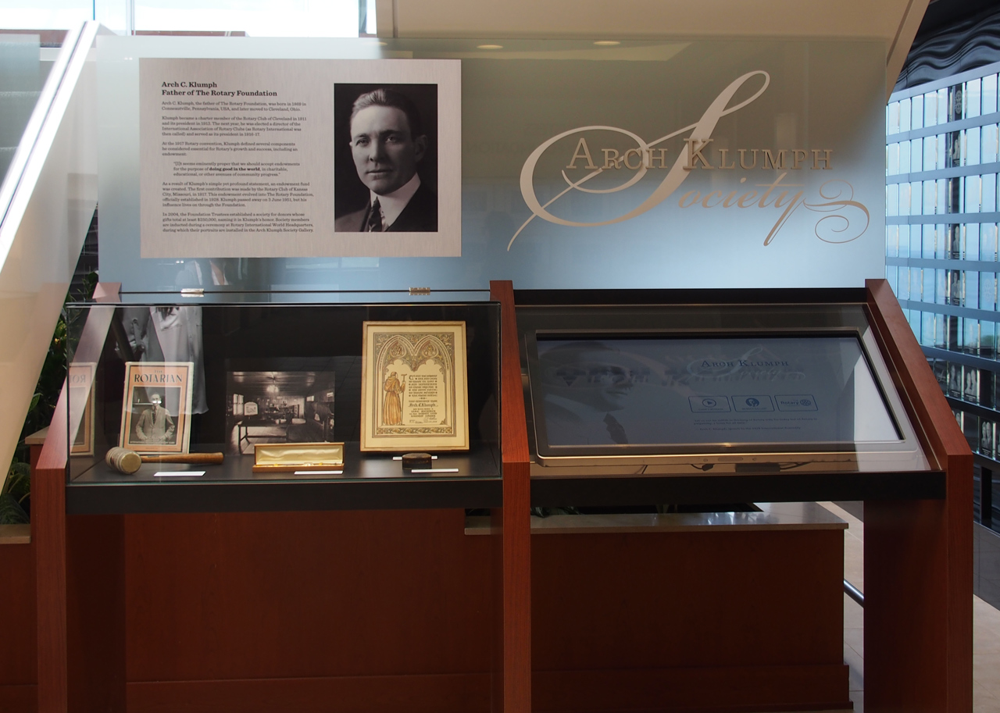 Arch C. Klumph
Father of The Rotary Foundation
Arch C. Klumph, the father of The Rotary Foundation, was born in 1869 in
Conneautville, Pennsylvania, USA, and later moved to Cleveland, Ohio.
Klumph became a charter member of the Rotary Club of Cleveland in 1911
and its president in 1913. The next year, he was elected a director of the
International Association of Rotary Clubs (as Rotary International was
then called) and served as its president in 1916-17.
At the 1917 Rotary convention, Klumph defined several components
he considered essential for Rotary's growth and success, including an
endowment:
"[I]t seems eminently proper that we should accept endowments
for the purpose of doing good in the world, in charitable,
educational, or other avenues of community progress."
As a result of Klumph's simple yet profound statement, an endowment fund
was created. The first contribution was made by the Rotary Club of Kansas
City, Missouri, in 1917. This endowment evolved into The Rotary Foundation,
officially established in 1928. Klumph passed away on 3 June 1951, but his
influence lives on through the Foundation.
In 2004, the Foundation Trustees established a society for donors whose
gifts total at least $250,000, naming it in Klumph's honor. Society members
are inducted during a ceremony at Rotary International World Headquarters,
during which their portraits are installed in the Arch Klumph Society Gallery.
ARCH KLUMPH
Society
THE
ROTARIAN
Arch C. Klumph
ARCH KLUMPH
Rotary